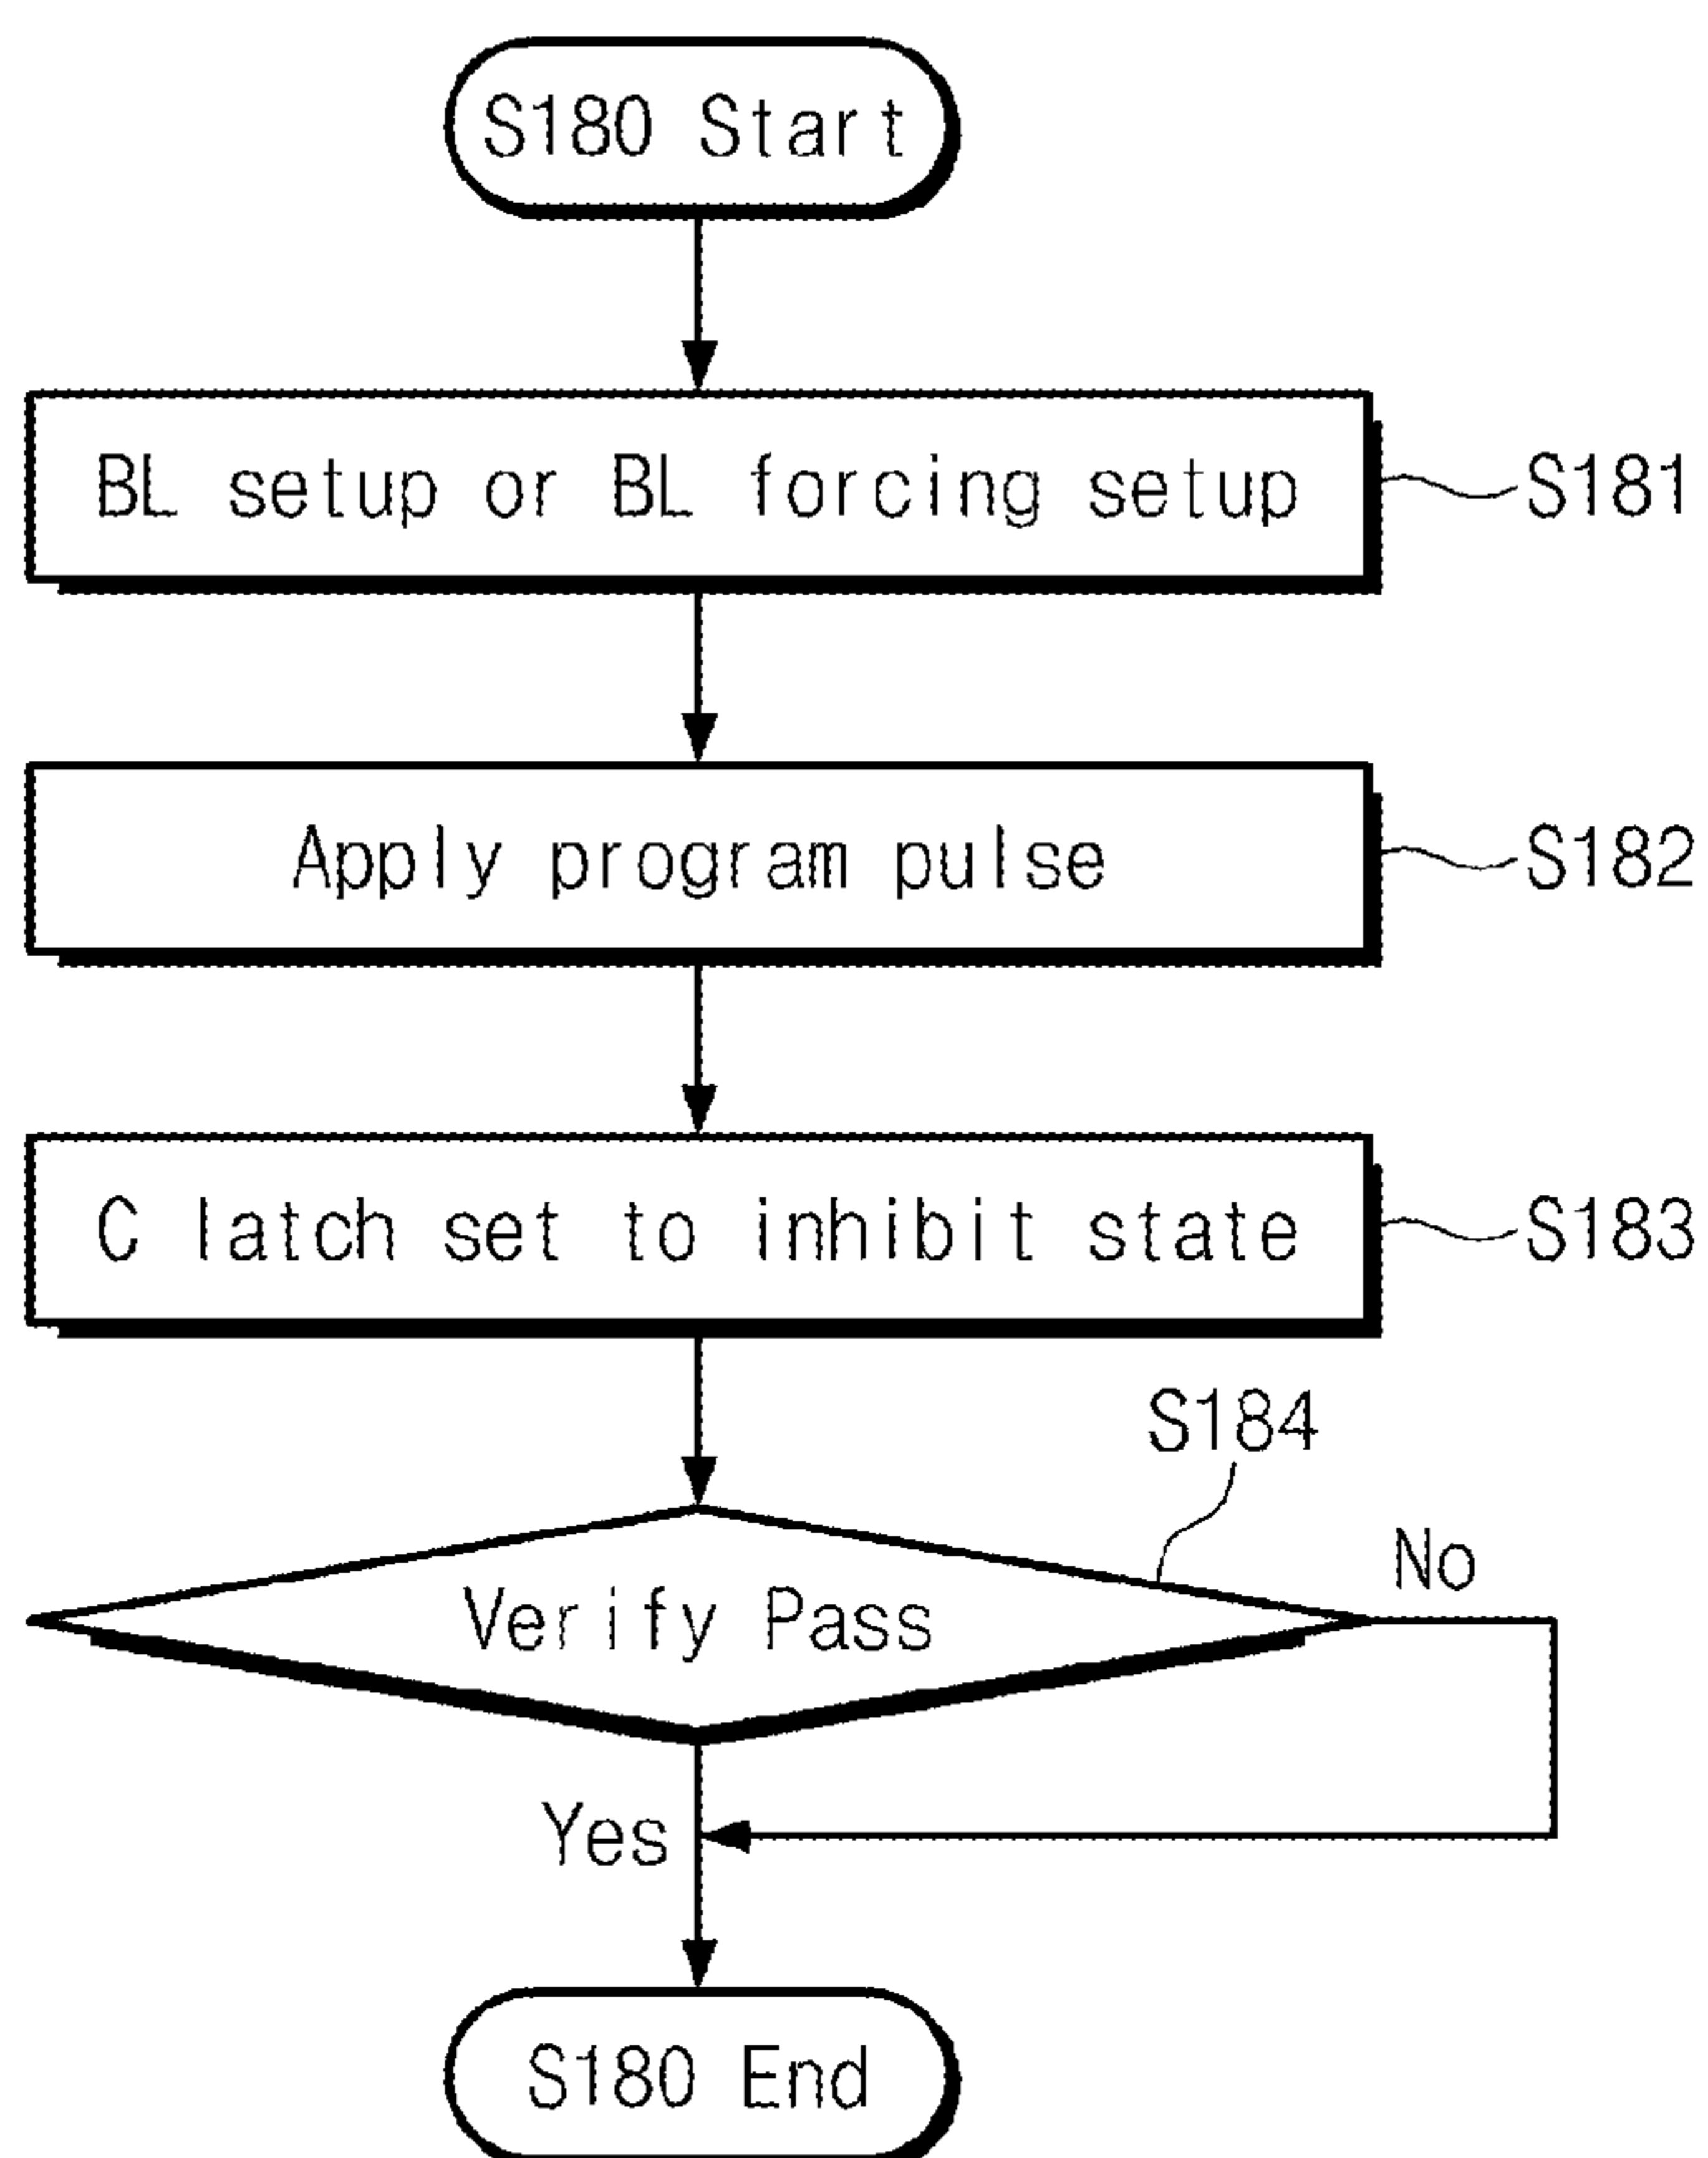 S180 Start
BL setup or BL forcing setup
S181
Apply program pulse
S182
C latch set to inhibit state
S183
S184
No
Verify Pass
Yes
S180 End